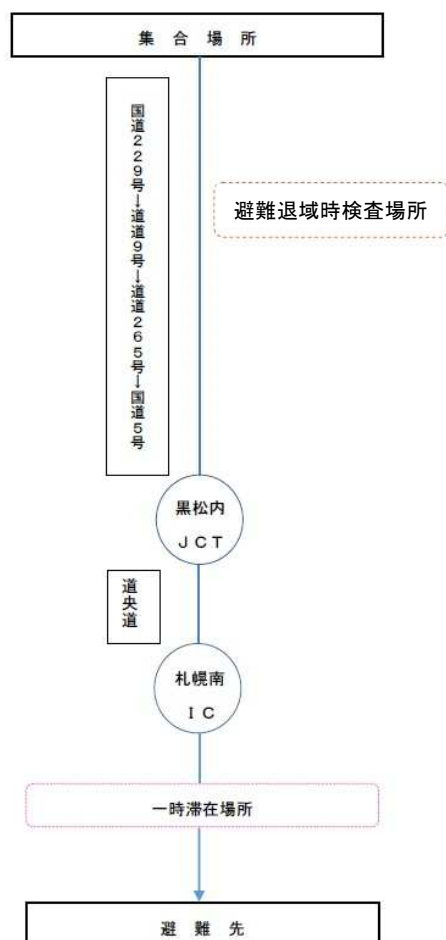 集合場所
国道２２９号→道道９号→道道２６５号→国道５号
避難退域時検査場所
黒松内
ＪＣＴ
道央道
札幌南
ＩＣ
一時滞在場所
避難先